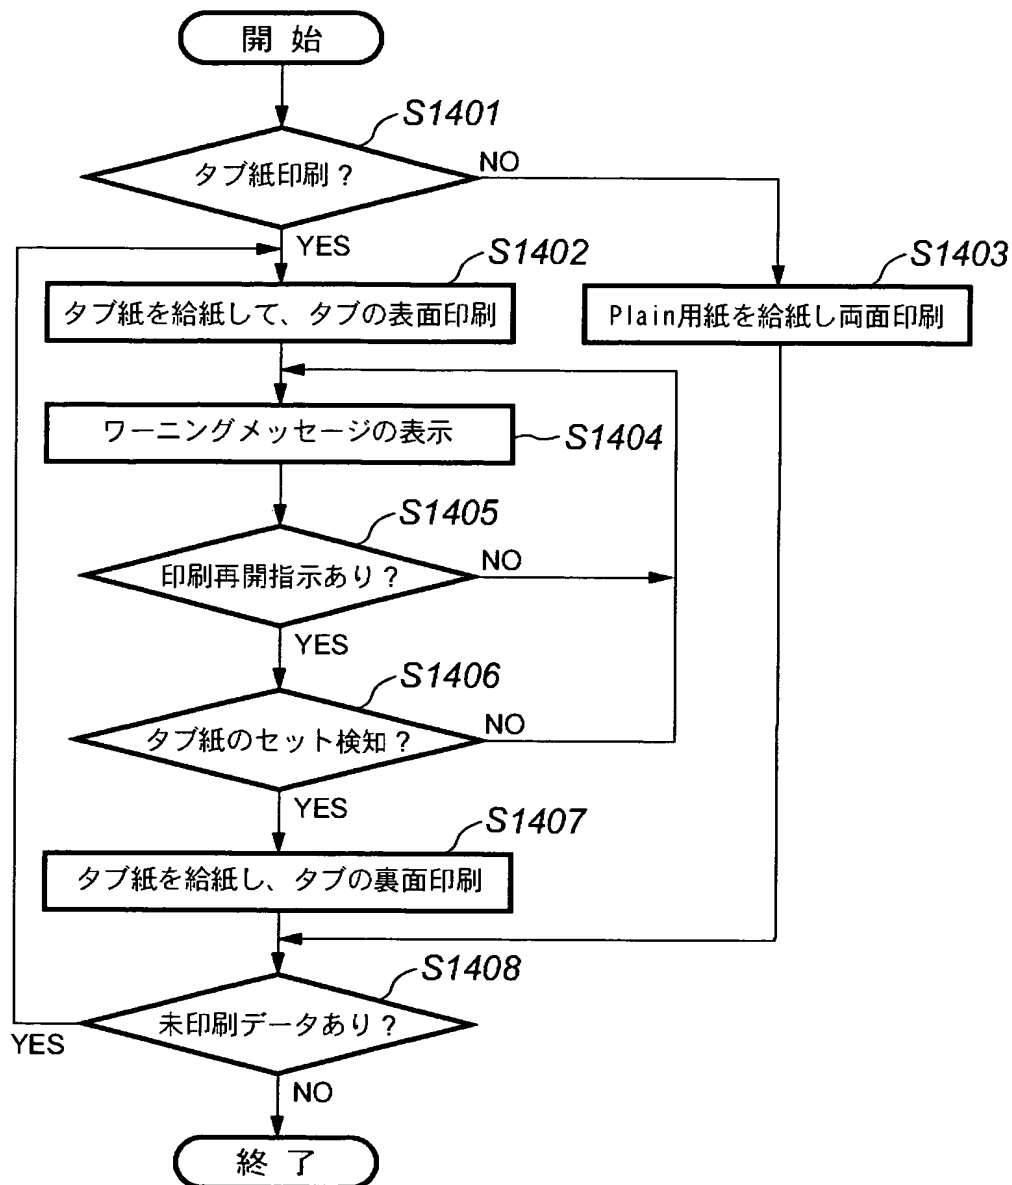 開始
S1401
タブ紙印刷?
NO
YES
S1402
S1403
タブ紙を給紙して、タブの表面印刷
Plain用紙を給紙し両面印刷
ワーニングメッセージの表示
S1404
S1405
印刷再開指示あり?
NO
YES
S1406
タブ紙のセット検知?
NO
YES
S1407
タブ紙を給紙し、タブの裏面印刷
S1408
未印刷データあり?
YES
NO
終了